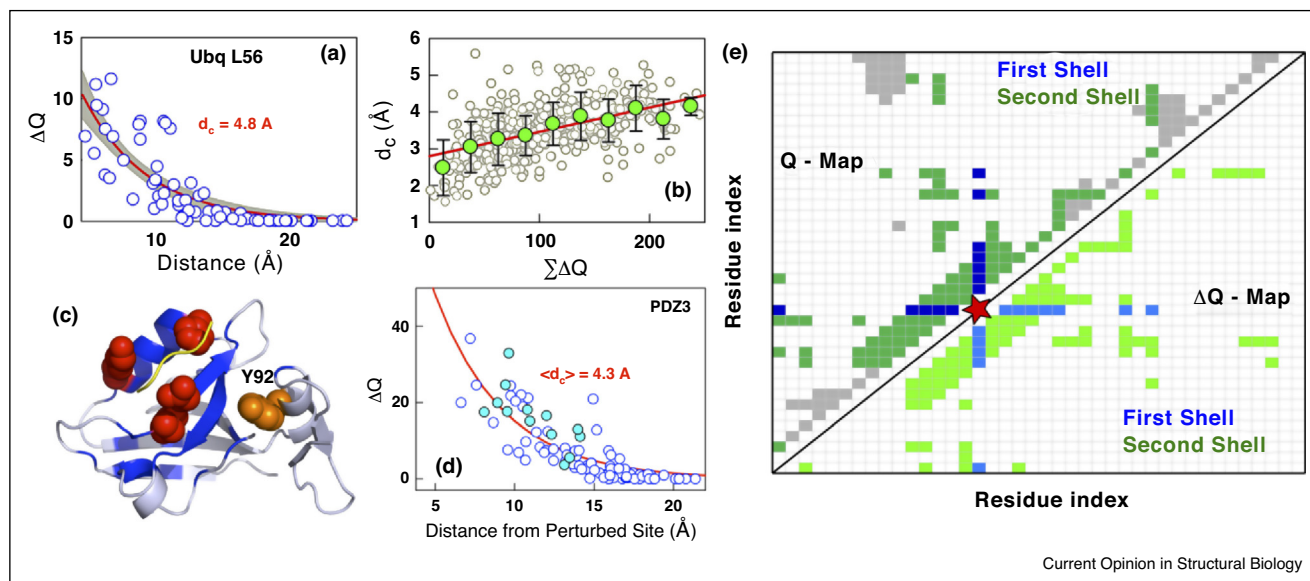 (a)
Ubq L56
d_c = 4.8 A
ΔQ
15
10
5
0
10
20
Distance (Å)
(b)
d_c (Å)
6
5
4
3
2
1
0
100
200
∑ΔQ
(c)
Y92
(d)
PDZ3
<d_c> = 4.3 A
ΔQ
40
20
0
5
10
15
20
Distance from Perturbed Site (Å)
(e)
First Shell
Second Shell
Q - Map
ΔQ - Map
First Shell
Second Shell
Residue index
Residue index
Current Opinion in Structural Biology